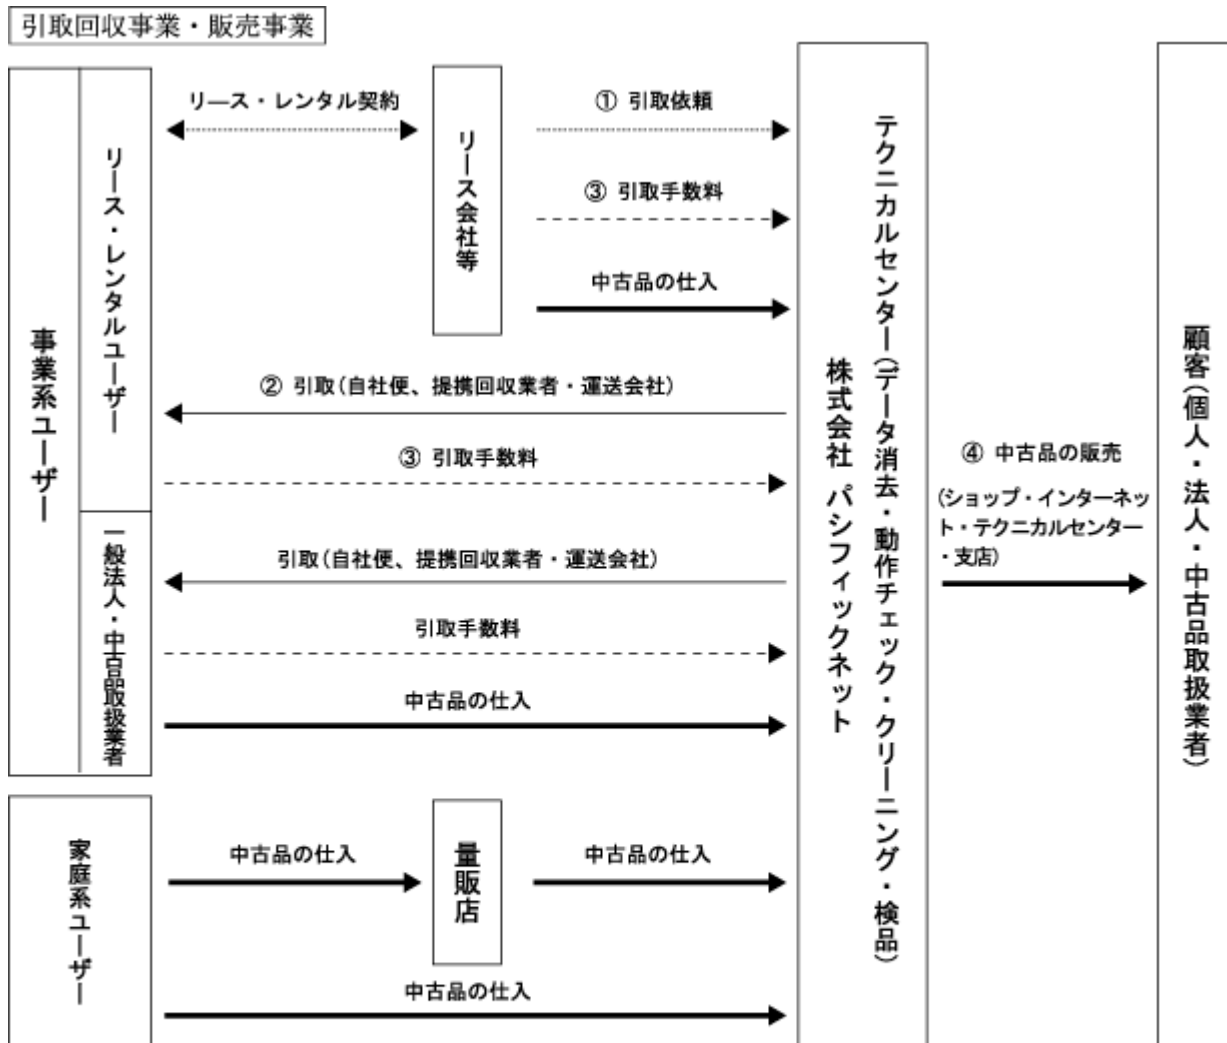 引取回収事業・販売事業
事業系ユーザー
リース・レンタルユーザー
一般法人・中古品取扱業者
リース・レンタル契約
リース会社等
① 引取依頼
③ 引取手数料
中古品の仕入
② 引取(自社便、提携回収業者・運送会社)
③ 引取手数料
引取(自社便、提携回収業者・運送会社)
引取手数料
中古品の仕入
家庭系ユーザー
中古品の仕入
量販店
中古品の仕入
中古品の仕入
テクニカルセンター(データ消去・動作チェック・クリーニング・検品)
株式会社 パシフィックネット
④ 中古品の販売
(ショップ・インターネッ
ト・テクニカルセンター
・支店)
顧客(個人・法人・中古品取扱業者)